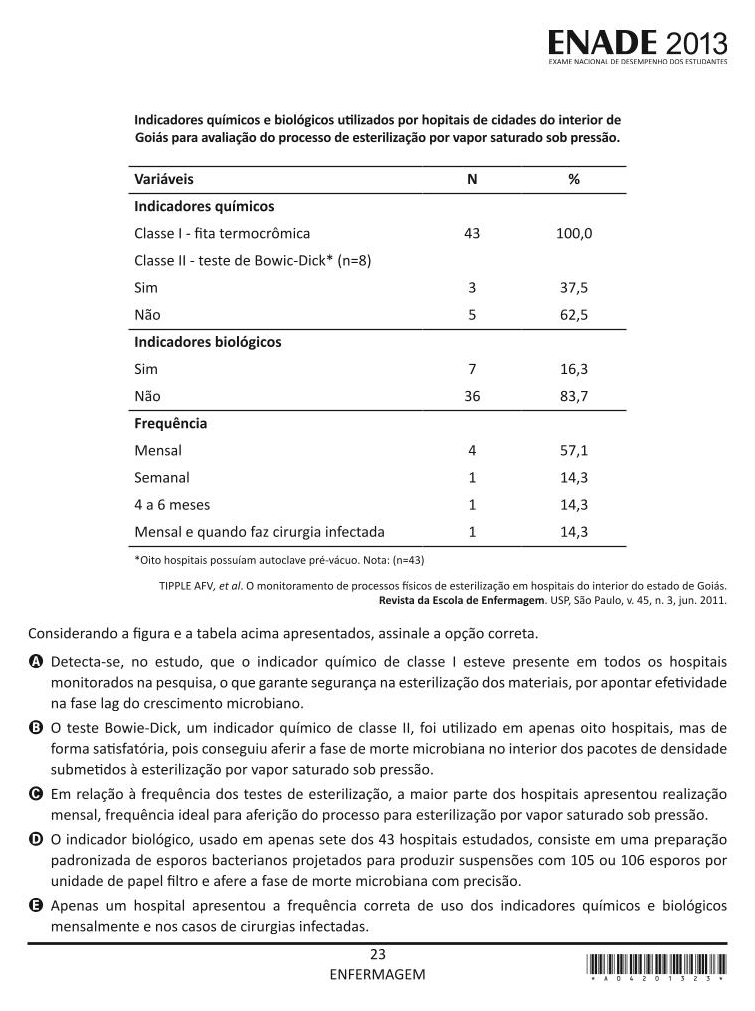 ENADE 2013
EXAME NACIONAL DE DESEMPENHO DOS ESTUDANTES
Indicadores químicos e biológicos utilizados por hopitais de cidades do interior de
Goiás para avaliação do processo de esterilização por vapor saturado sob pressão.
Variáveis N %
Indicadores químicos
Classe I - fita termocrômica 43 100,0
Classe II - teste de Bowic-Dick* (n=8)
Sim 3 37,5
Não 5 62,5
Indicadores biológicos
Sim 7 16,3
Não 36 83,7
Frequência
Mensal 4 57,1
Semanal 1 14,3
4 a 6 meses 1 14,3
Mensal e quando faz cirurgia infectada 1 14,3
*Oito hospitais possuíam autoclave pré-vácuo. Nota: (n=43)
TIPPLE AFV, et al. O monitoramento de processos físicos de esterilização em hospitais do interior do estado de Goiás.
Revista da Escola de Enfermagem. USP, São Paulo, v. 45, n. 3, jun. 2011.
Considerando a figura e a tabela acima apresentados, assinale a opção correta.
A Detecta-se, no estudo, que o indicador químico de classe I esteve presente em todos os hospitais
monitorados na pesquisa, o que garante segurança na esterilização dos materiais, por apontar efetividade
na fase lag do crescimento microbiano.
B O teste Bowie-Dick, um indicador químico de classe II, foi utilizado em apenas oito hospitais, mas de
forma satisfatória, pois conseguiu aferir a fase de morte microbiana no interior dos pacotes de densidade
submetidos à esterilização por vapor saturado sob pressão.
C Em relação à frequência dos testes de esterilização, a maior parte dos hospitais apresentou realização
mensal, frequência ideal para aferição do processo para esterilização por vapor saturado sob pressão.
D O indicador biológico, usado em apenas sete dos 43 hospitais estudados, consiste em uma preparação
padronizada de esporos bacterianos projetados para produzir suspensões com 105 ou 106 esporos por
unidade de papel filtro e afere a fase de morte microbiana com precisão.
E Apenas um hospital apresentou a frequência correta de uso dos indicadores químicos e biológicos
mensalmente e nos casos de cirurgias infectadas.
23
ENFERMAGEM
* A 0 4 2 0 1 3 2 3 *